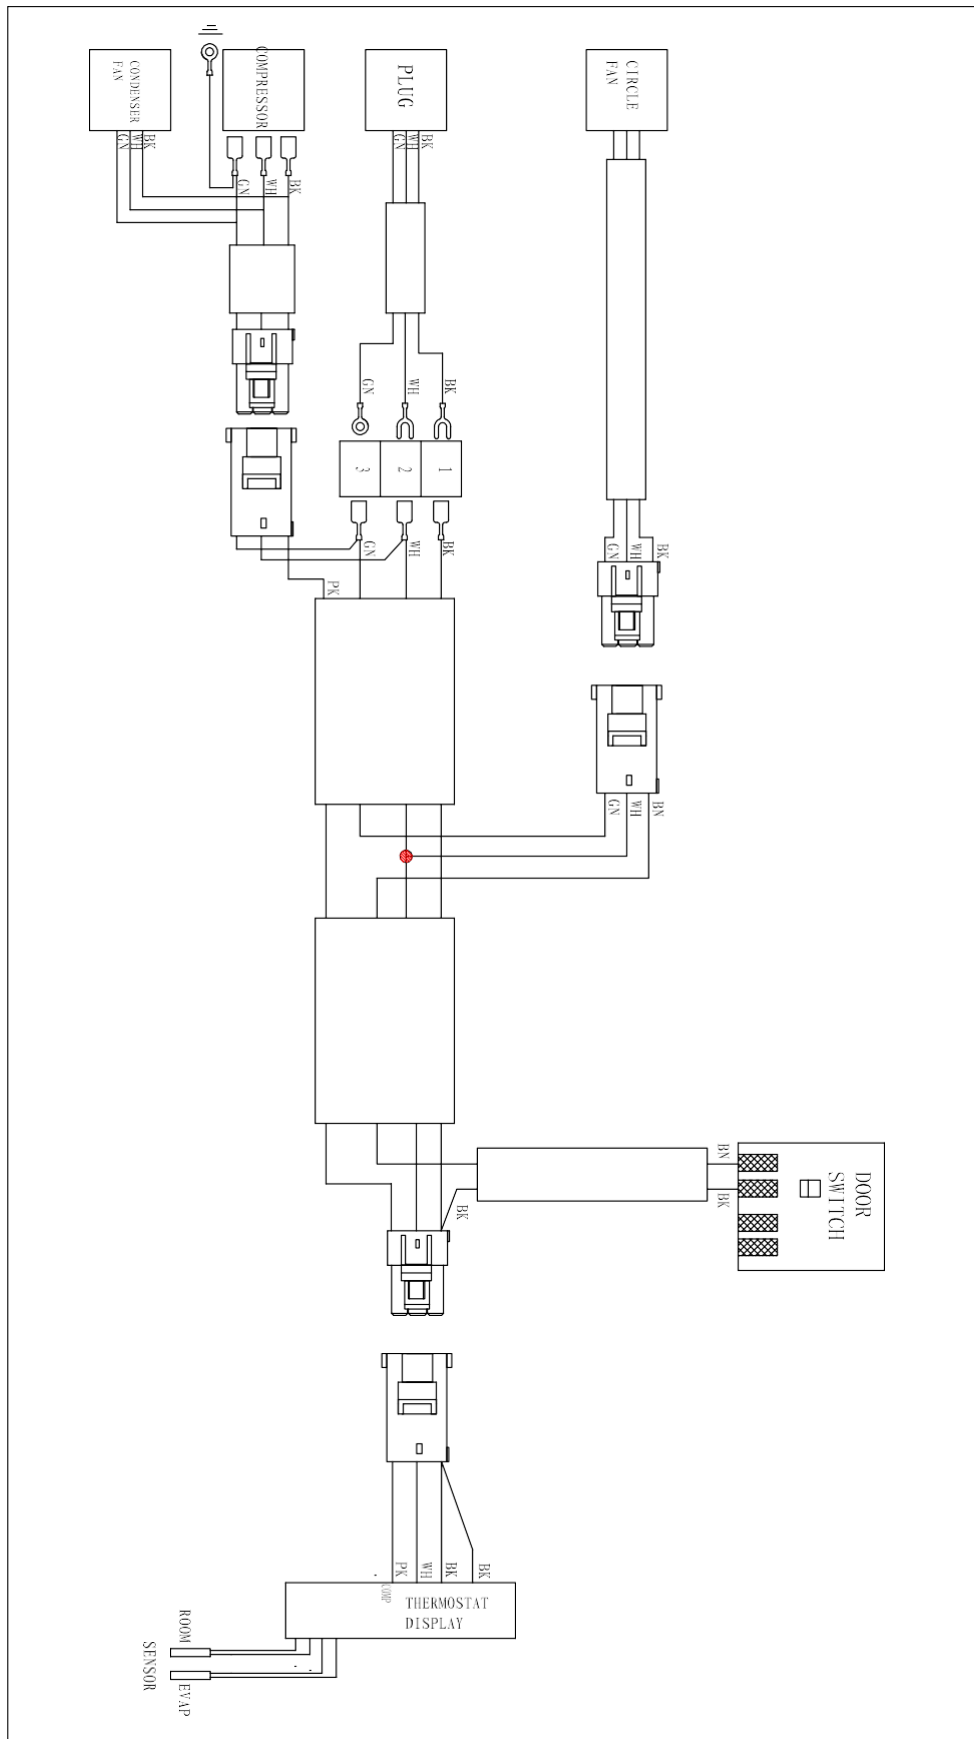 CONDENSER
FAN
COMPRESSOR
PLUG
CIRCLE
FAN
GN
WH
BK
GN
WH
BK
GN
WH
BK
GN
WH
BK
3
2
1
GN
WH
BK
PK
GN
WH
BK
GN
WH
BN
DOOR
SWITCH
BN
BK
BK
PK
WH
BK
BK
COMP
THERMOSTAT
DISPLAY
ROOM
SENSOR
EVAP